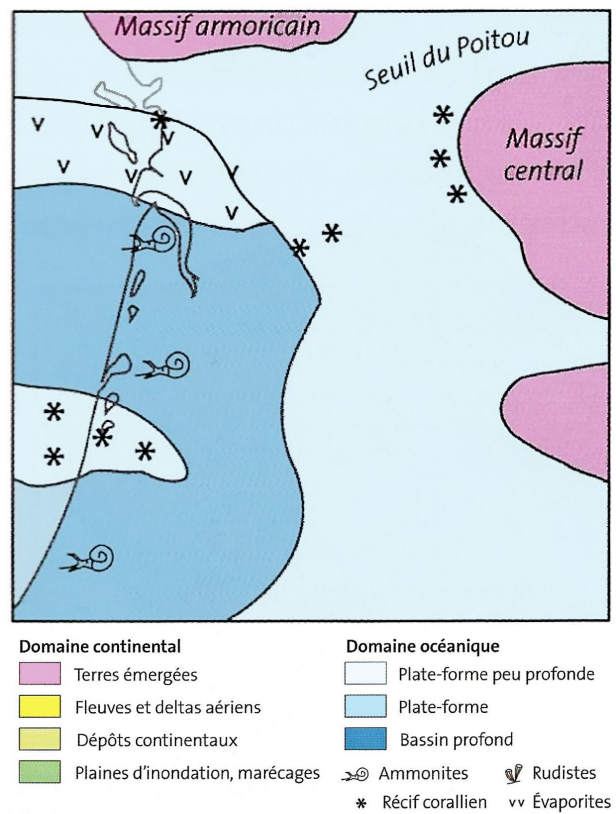 Massif armoricain
Seuil du Poitou
Massif
central
Domaine continental
Terres émergées
Fleuves et deltas aériens
Dépôts continentaux
Plaines d'inondation, marécages
Domaine océanique
Plate-forme peu profonde
Plate-forme
Bassin profond
Ammonites
Rudistes
Récif corallien
Évaporites